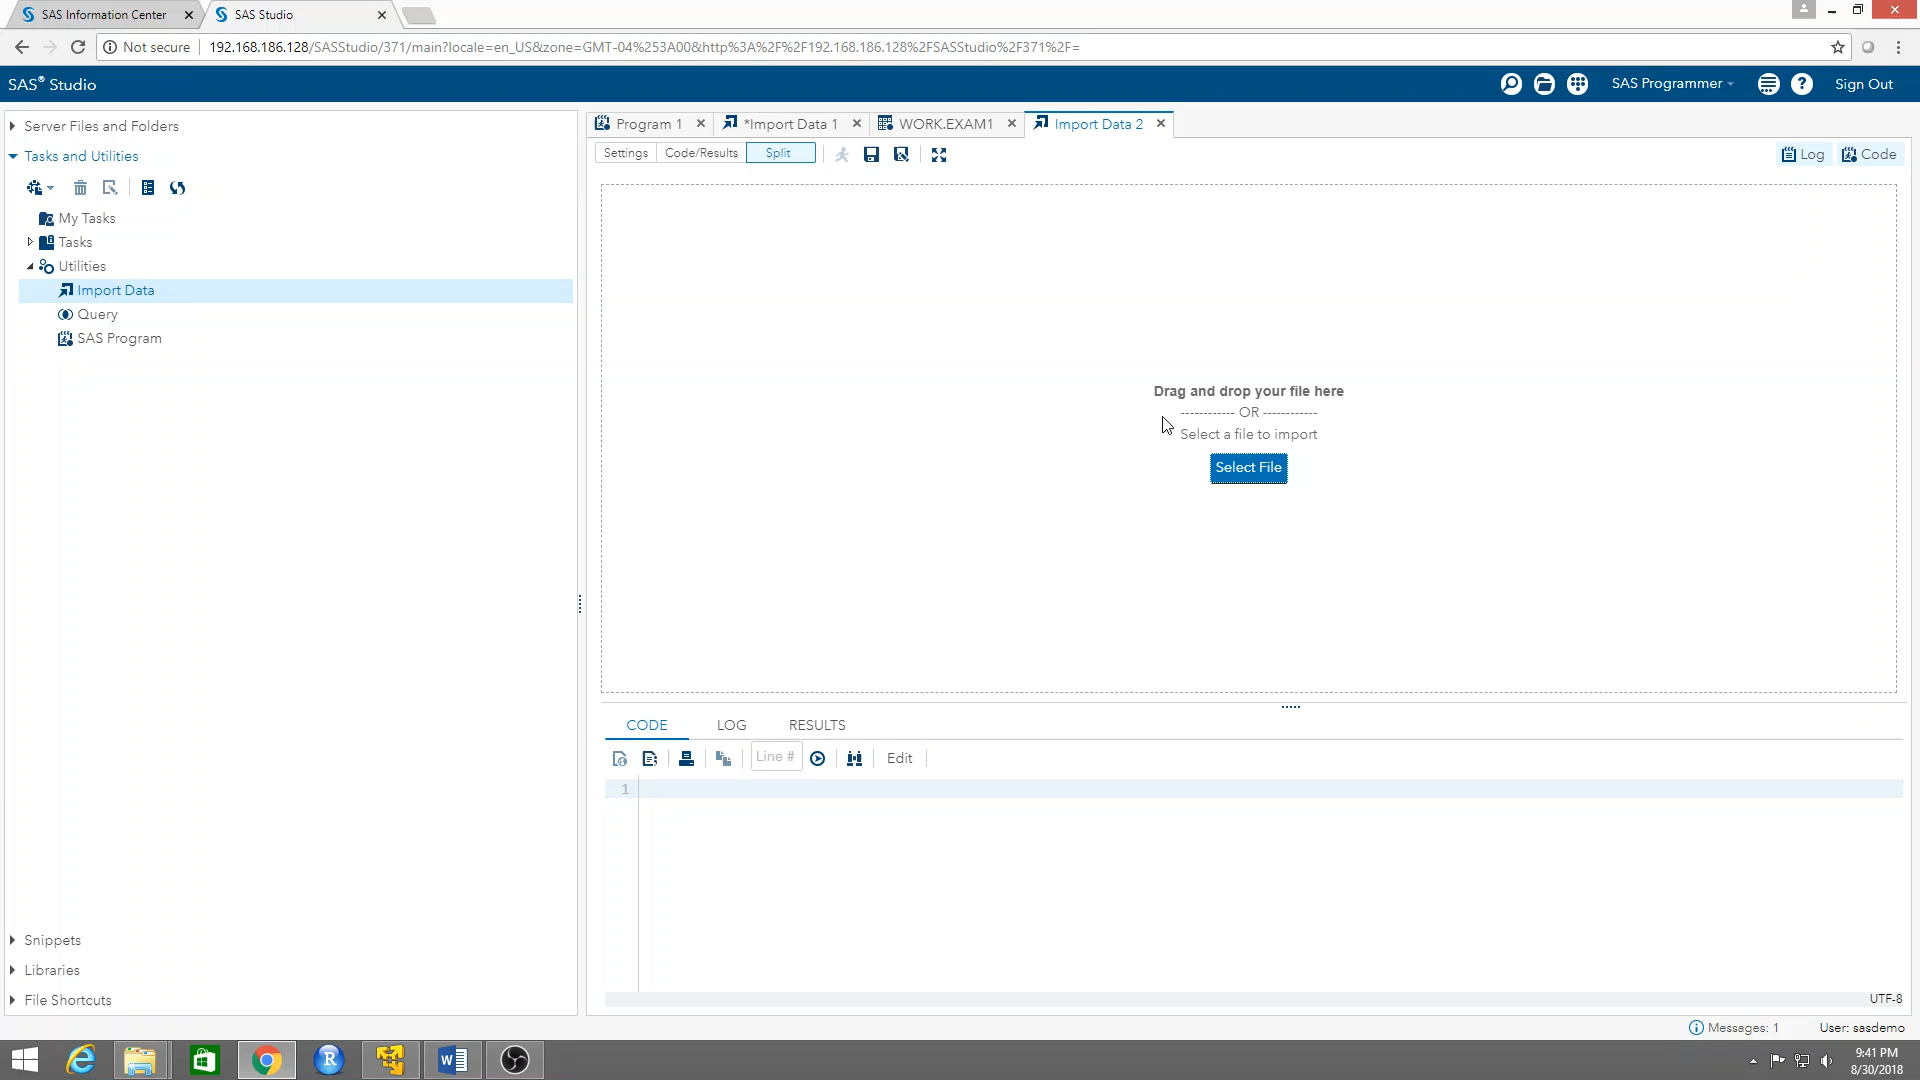 SAS Information Center
SAS Studio
Not secure
192.168.186.128/SASStudio/371/main?locale=en_US&zone=GMT-04%253A00&http%3A%2F%2F192.168.186.128%2FSASStudio%2F371%2F=
SAS® Studio
SAS Programmer
Sign Out
Server Files and Folders
Tasks and Utilities
My Tasks
Tasks
Utilities
Import Data
Query
SAS Program
Snippets
Libraries
File Shortcuts
Program 1
*Import Data 1
WORK.EXAM1
Import Data 2
Settings
Code/Results
Split
Log
Code
Drag and drop your file here
------------ OR ------------
Select a file to import
Select File
CODE
LOG
RESULTS
Line #
Edit
1
UTF-8
Messages: 1
User: sasdemo
9:41 PM
8/30/2018